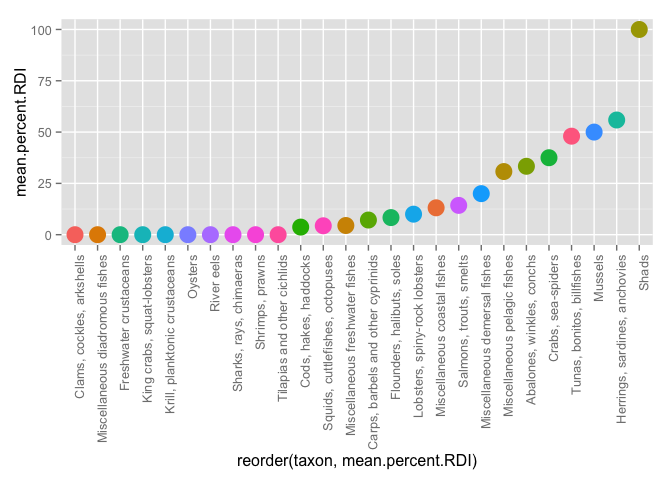 mean.percent.RDI
100
75
50
25
0
Clams, cockles, arkshells
Miscellaneous diadromous fishes
Freshwater crustaceans
King crabs, squat-lobsters
Krill, planktonic crustaceans
Oysters
River eels
Sharks, rays, chimaeras
Shrimps, prawns
Tilapias and other cichlids
Cods, hakes, haddocks
Squids, cuttlefishes, octopuses
Miscellaneous freshwater fishes
Carps, barbels and other cyprinids
Flounders, halibuts, soles
Lobsters, spiny-rock lobsters
Miscellaneous coastal fishes
Salmons, trouts, smelts
Miscellaneous demersal fishes
Miscellaneous pelagic fishes
Abalones, winkles, conchs
Crabs, sea-spiders
Tunas, bonitos, billfishes
Mussels
Herrings, sardines, anchovies
Shads
reorder(taxon, mean.percent.RDI)